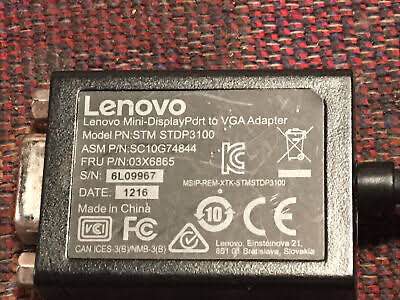 Lenovo
Lenovo Mini-DisplayPort to VGA Adapter
Model PN:STM STDP3100
ASM P/N:SC10G74844
FRU P/N:03X6865
S/N: 6L09967
MSIP-REM-XTK-STMSTDP3100
DATE: 1216
Made in China
VCI
10
CAN ICES-3(B)/NMB-3(B)
Lenovo. Einsteinova 21,
851 01 Bratislava, Slovakia